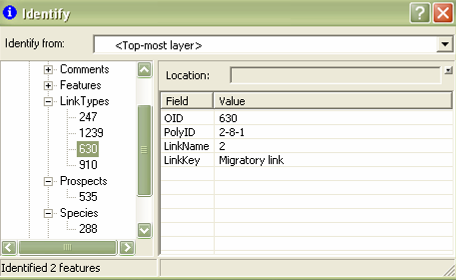 Identify
Identify from: <Top-most layer>
Comments
Features
LinkTypes
247
1239
630
910
Prospects
535
Species
288
Location:
Field Value
OID 630
PolyID 2-8-1
LinkName 2
LinkKey Migratory link
Identified 2 features